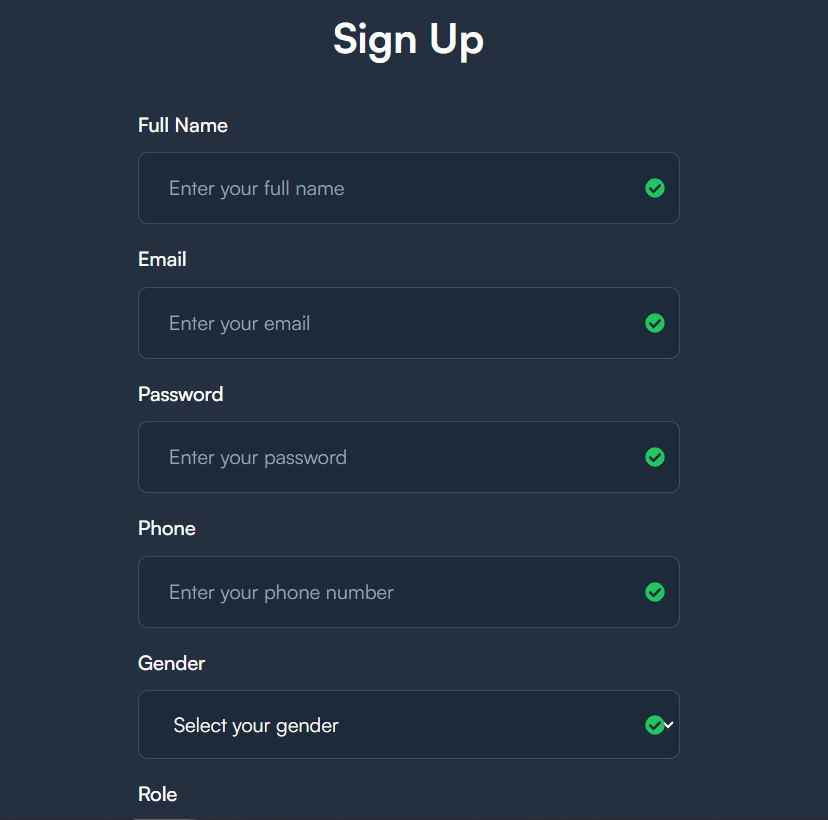 Sign Up
Full Name
Enter your full name
Email
Enter your email
Password
Enter your password
Phone
Enter your phone number
Gender
Select your gender
Role